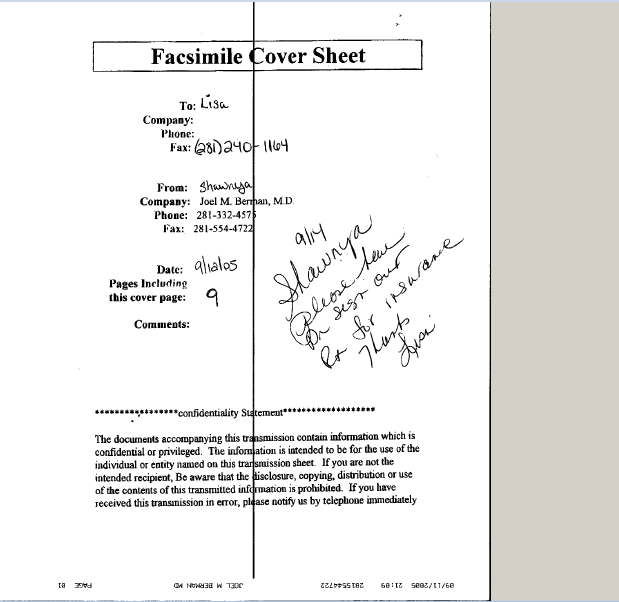 Facsimile Cover Sheet
To: Lisa
Company:
Phone:
Fax: (281)240-1164
From: Shawnya
Company: Joel M. Berman, M.D.
Phone: 281-332-4575
Fax: 281-554-4722
9/14
Shawnya
Please have
Dr sign our
Rx for insurance
Thanks
Lisa
Date: 9/12/05
Pages Including
this cover page: 9
Comments:
******************confidentiality Statement*******************
The documents accompanying this transmission contain information which is
confidential or privileged. The information is intended to be for the use of the
individual or entity named on this transmission sheet. If you are not the
intended recipient, Be aware that the disclosure, copying, distribution or use
of the contents of this transmitted information is prohibited. If you have
received this transmission in error, please notify us by telephone immediately
09/11/2005 21:09 2815544722 JOEL M BERMAN MD PAGE 01